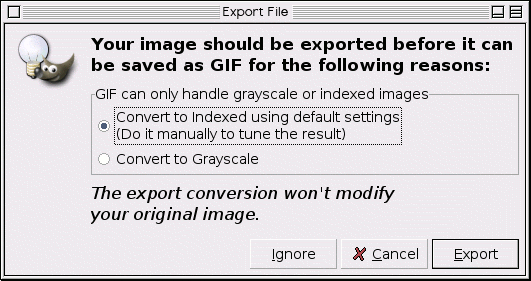 Export File
Your image should be exported before it can
be saved as GIF for the following reasons:
GIF can only handle grayscale or indexed images
Convert to Indexed using default settings
(Do it manually to tune the result)
Convert to Grayscale
The export conversion won't modify
your original image.
Ignore
Cancel
Export